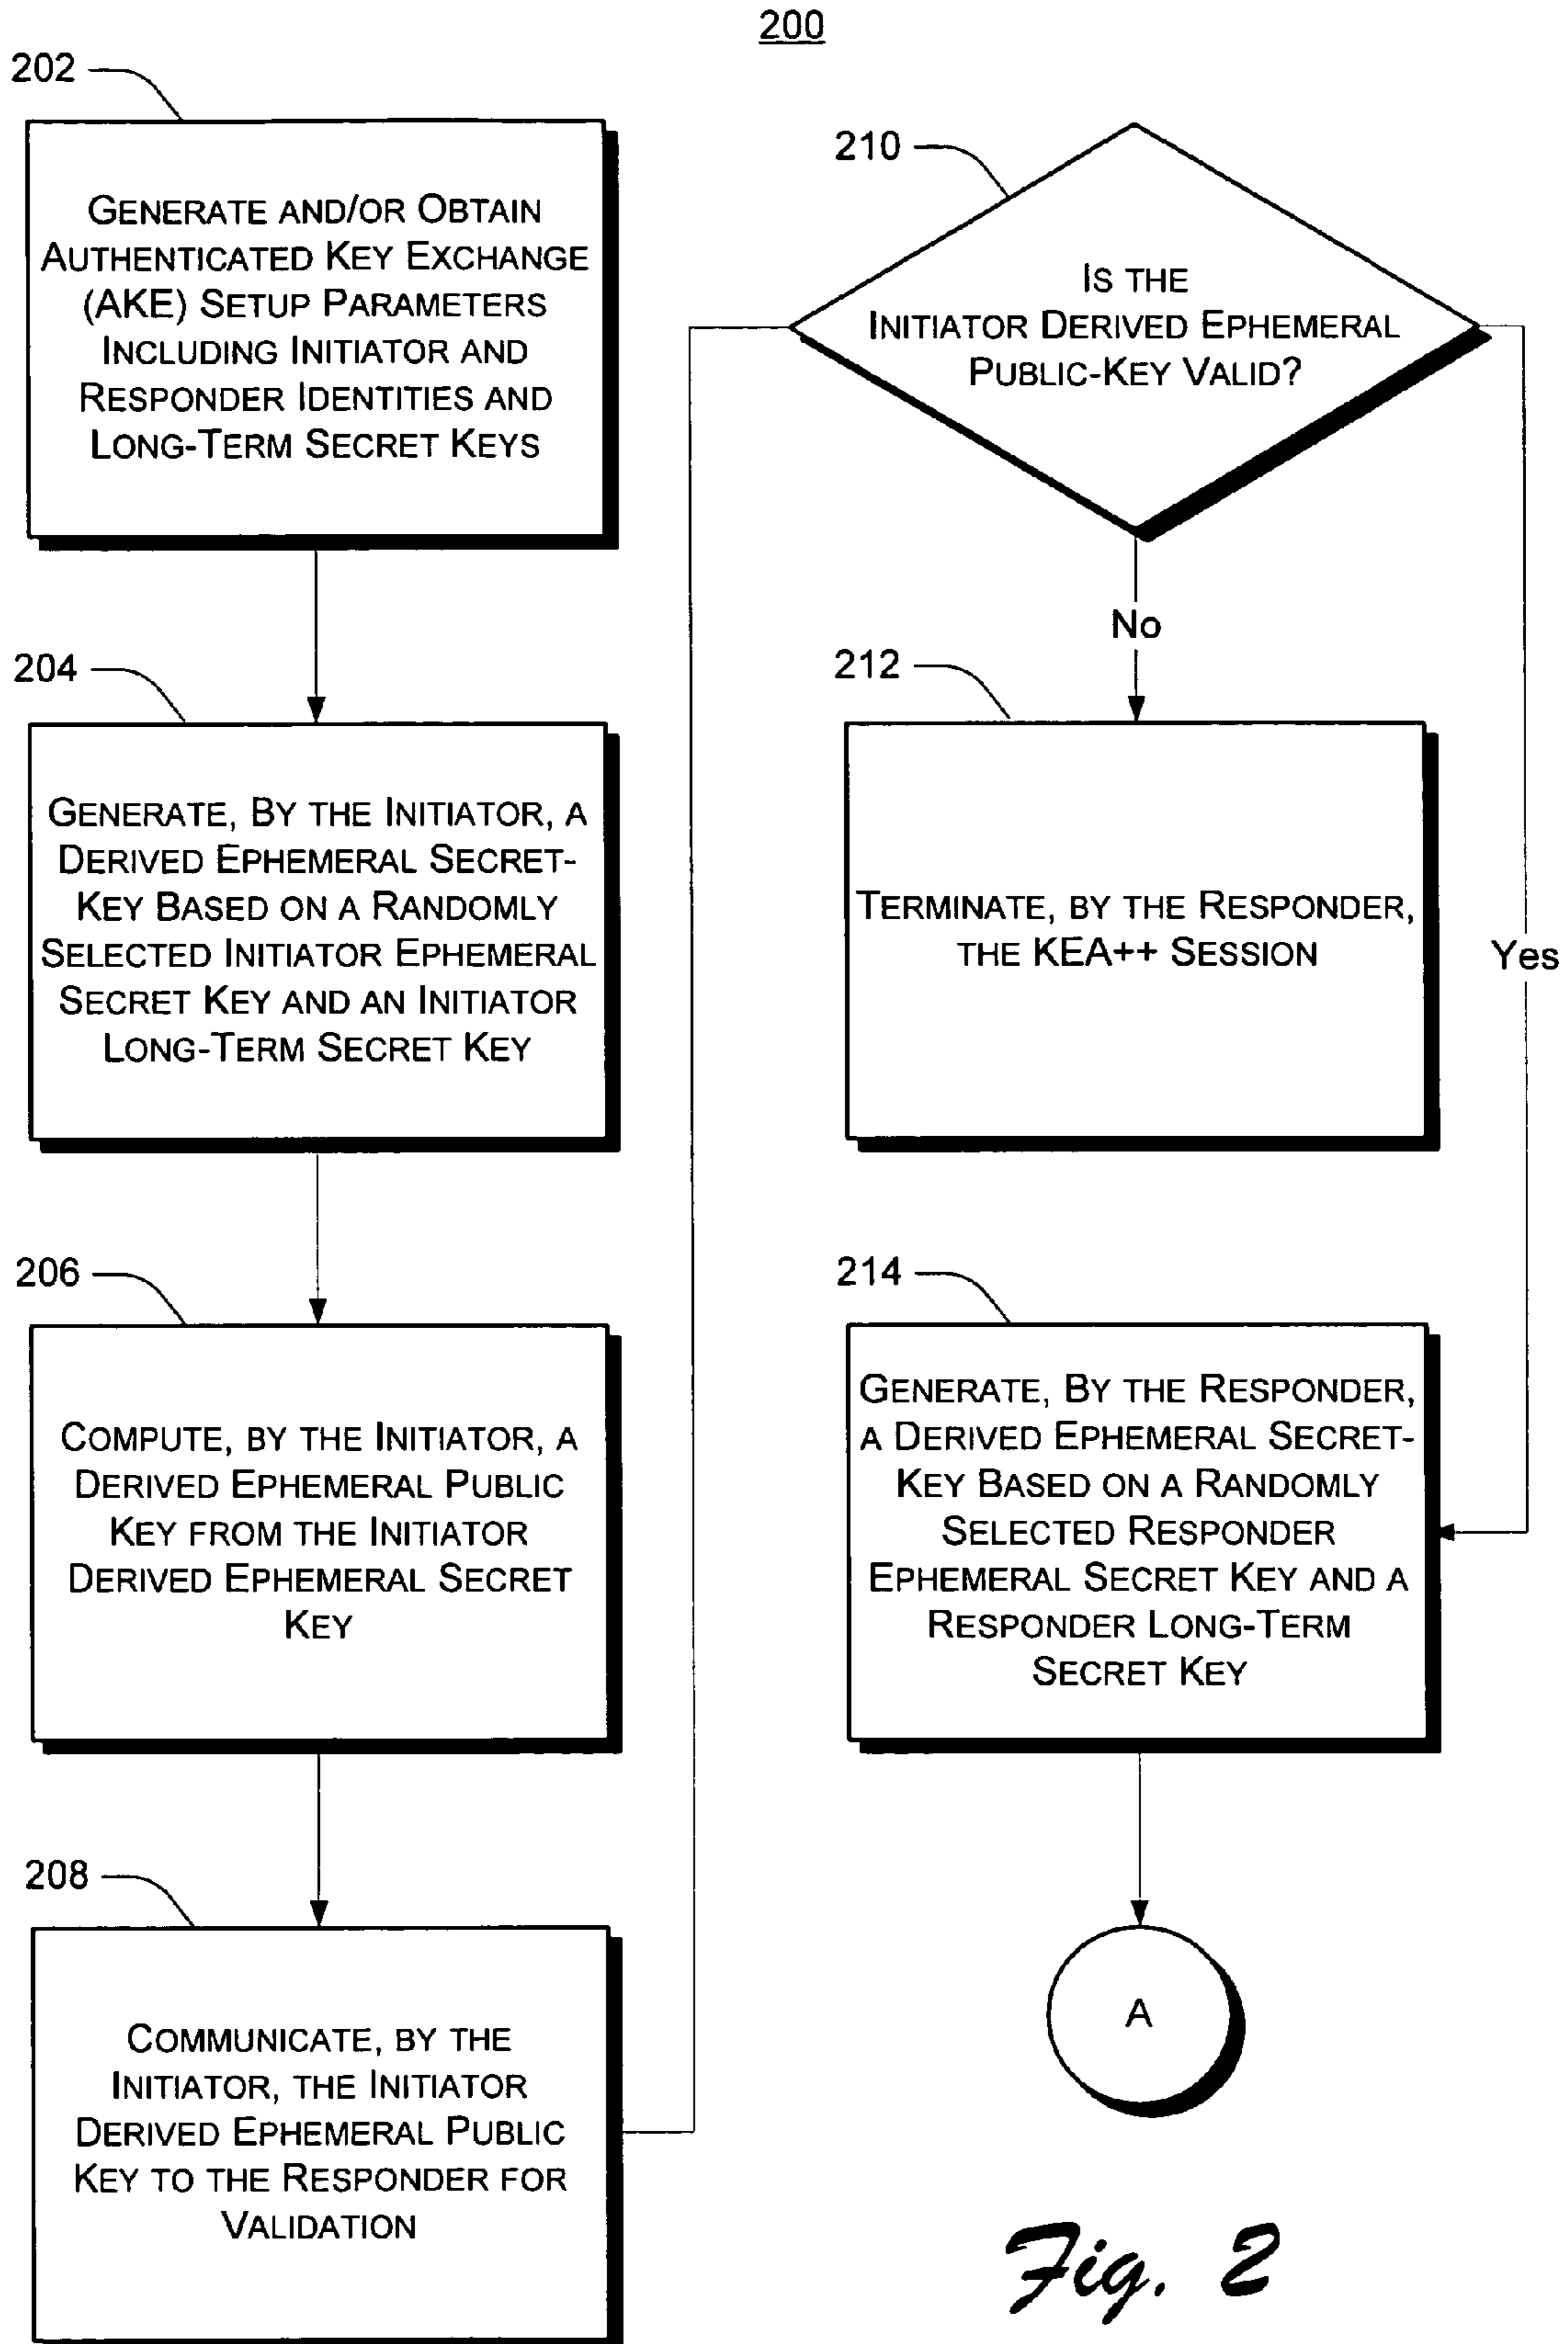 200
202
GENERATE AND/OR OBTAIN
AUTHENTICATED KEY EXCHANGE
(AKE) SETUP PARAMETERS
INCLUDING INITIATOR AND
RESPONDER IDENTITIES AND
LONG-TERM SECRET KEYS
204
GENERATE, BY THE INITIATOR, A
DERIVED EPHEMERAL SECRET-
KEY BASED ON A RANDOMLY
SELECTED INITIATOR EPHEMERAL
SECRET KEY AND AN INITIATOR
LONG-TERM SECRET KEY
206
COMPUTE, BY THE INITIATOR, A
DERIVED EPHEMERAL PUBLIC
KEY FROM THE INITIATOR
DERIVED EPHEMERAL SECRET
KEY
208
COMMUNICATE, BY THE
INITIATOR, THE INITIATOR
DERIVED EPHEMERAL PUBLIC
KEY TO THE RESPONDER FOR
VALIDATION
210
IS THE
INITIATOR DERIVED EPHEMERAL
PUBLIC-KEY VALID?
No
Yes
212
TERMINATE, BY THE RESPONDER,
THE KEA++ SESSION
214
GENERATE, BY THE RESPONDER,
A DERIVED EPHEMERAL SECRET-
KEY BASED ON A RANDOMLY
SELECTED RESPONDER
EPHEMERAL SECRET KEY AND A
RESPONDER LONG-TERM
SECRET KEY
A
Fig. 2